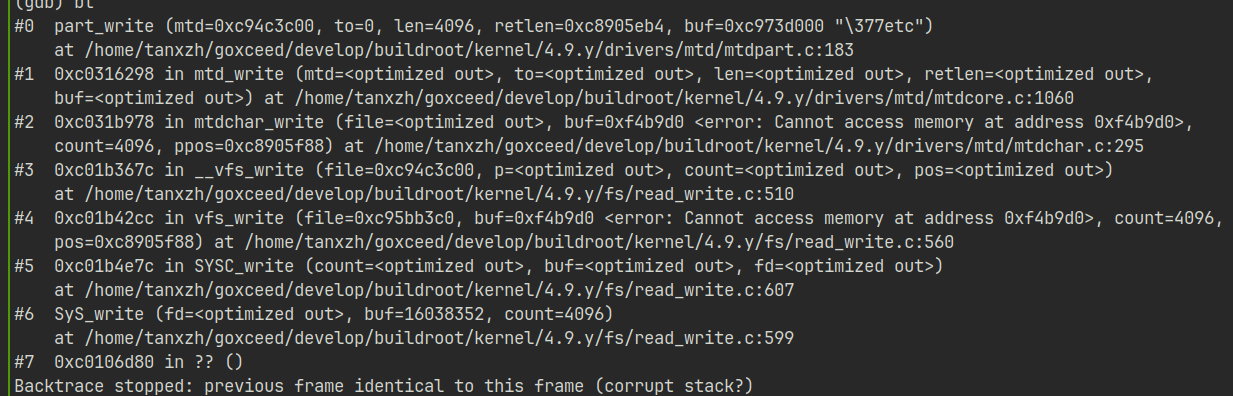 (gdb) bt
#0  part_write (mtd=0xc94c3c00, to=0, len=4096, retlen=0xc8905eb4, buf=0xc973d000 "\377etc")
    at /home/tanxzh/goxceed/develop/buildroot/kernel/4.9.y/drivers/mtd/mtdpart.c:183
#1  0xc0316298 in mtd_write (mtd=<optimized out>, to=<optimized out>, len=<optimized out>, retlen=<optimized out>,
    buf=<optimized out>) at /home/tanxzh/goxceed/develop/buildroot/kernel/4.9.y/drivers/mtd/mtdcore.c:1060
#2  0xc031b978 in mtdchar_write (file=<optimized out>, buf=0xf4b9d0 <error: Cannot access memory at address 0xf4b9d0>,
    count=4096, ppos=0xc8905f88) at /home/tanxzh/goxceed/develop/buildroot/kernel/4.9.y/drivers/mtd/mtdchar.c:295
#3  0xc01b367c in __vfs_write (file=0xc94c3c00, p=<optimized out>, count=<optimized out>, pos=<optimized out>)
    at /home/tanxzh/goxceed/develop/buildroot/kernel/4.9.y/fs/read_write.c:510
#4  0xc01b42cc in vfs_write (file=0xc95bb3c0, buf=0xf4b9d0 <error: Cannot access memory at address 0xf4b9d0>, count=4096,
    pos=0xc8905f88) at /home/tanxzh/goxceed/develop/buildroot/kernel/4.9.y/fs/read_write.c:560
#5  0xc01b4e7c in SYSC_write (count=<optimized out>, buf=<optimized out>, fd=<optimized out>)
    at /home/tanxzh/goxceed/develop/buildroot/kernel/4.9.y/fs/read_write.c:607
#6  SyS_write (fd=<optimized out>, buf=16038352, count=4096)
    at /home/tanxzh/goxceed/develop/buildroot/kernel/4.9.y/fs/read_write.c:599
#7  0xc0106d80 in ?? ()
Backtrace stopped: previous frame identical to this frame (corrupt stack?)